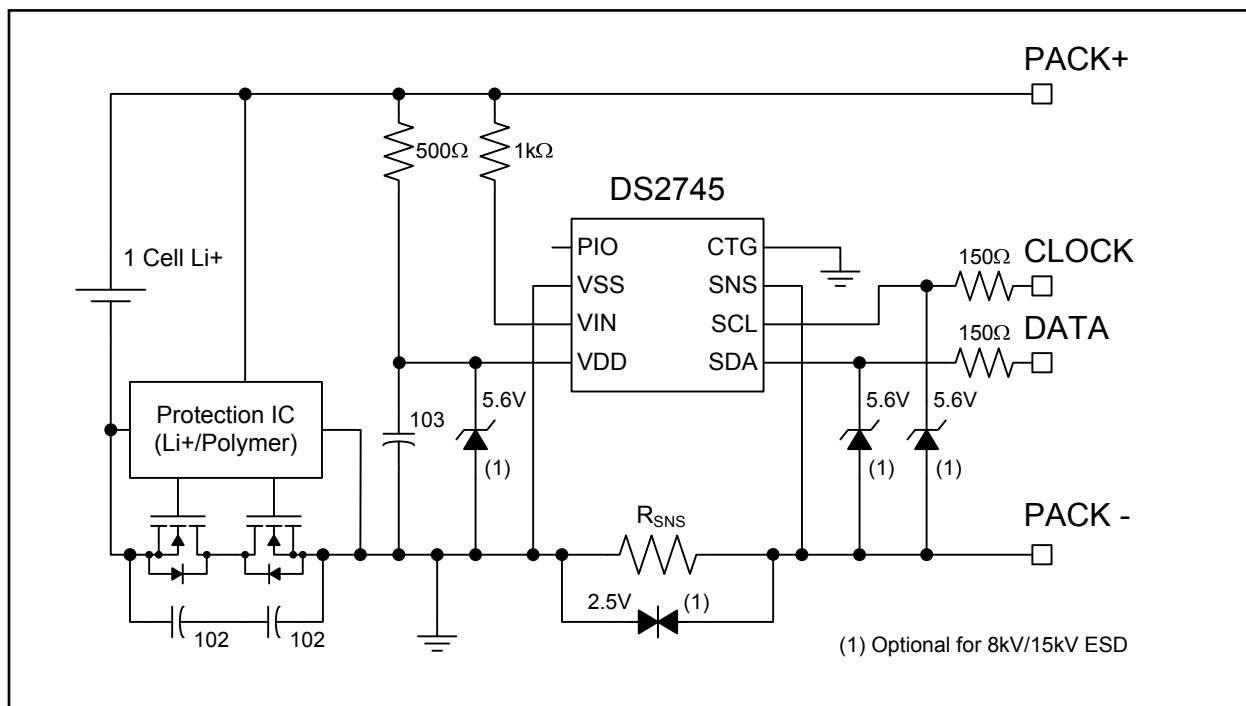 PACK+
500Ω
1kΩ
DS2745
1 Cell Li+
PIO
CTG
VSS
SNS
VIN
SCL
VDD
SDA
150Ω
CLOCK
150Ω
DATA
Protection IC
(Li+/Polymer)
103
5.6V
(1)
5.6V
(1)
5.6V
(1)
RSNS
PACK -
2.5V
(1)
102
102
(1) Optional for 8kV/15kV ESD